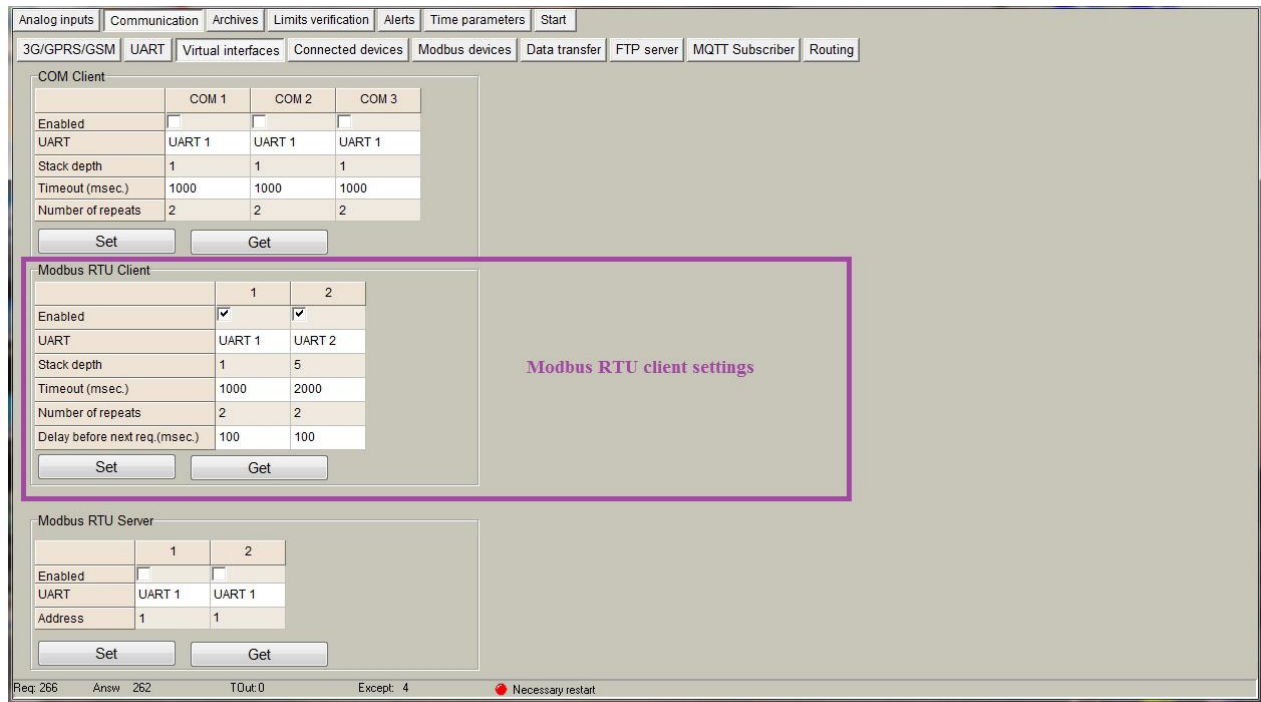 Analog inputs Communication Archives Limits verification Alerts Time parameters Start
3G/GPRS/GSM UART Virtual interfaces Connected devices Modbus devices Data transfer FTP server MQTT Subscriber Routing
COM Client
COM 1 COM 2 COM 3
Enabled
UART UART 1 UART 1 UART 1
Stack depth 1 1 1
Timeout (msec.) 1000 1000 1000
Number of repeats 2 2 2
Set Get
Modbus RTU Client
1 2
Enabled
UART UART 1 UART 2
Stack depth 1 5
Modbus RTU client settings
Timeout (msec.) 1000 2000
Number of repeats 2 2
Delay before next req.(msec.) 100 100
Set Get
Modbus RTU Server
1 2
Enabled
UART UART 1 UART 1
Address 1 1
Set Get
Req: 266 Answ 262 TOut: 0 Except: 4 Necessary restart